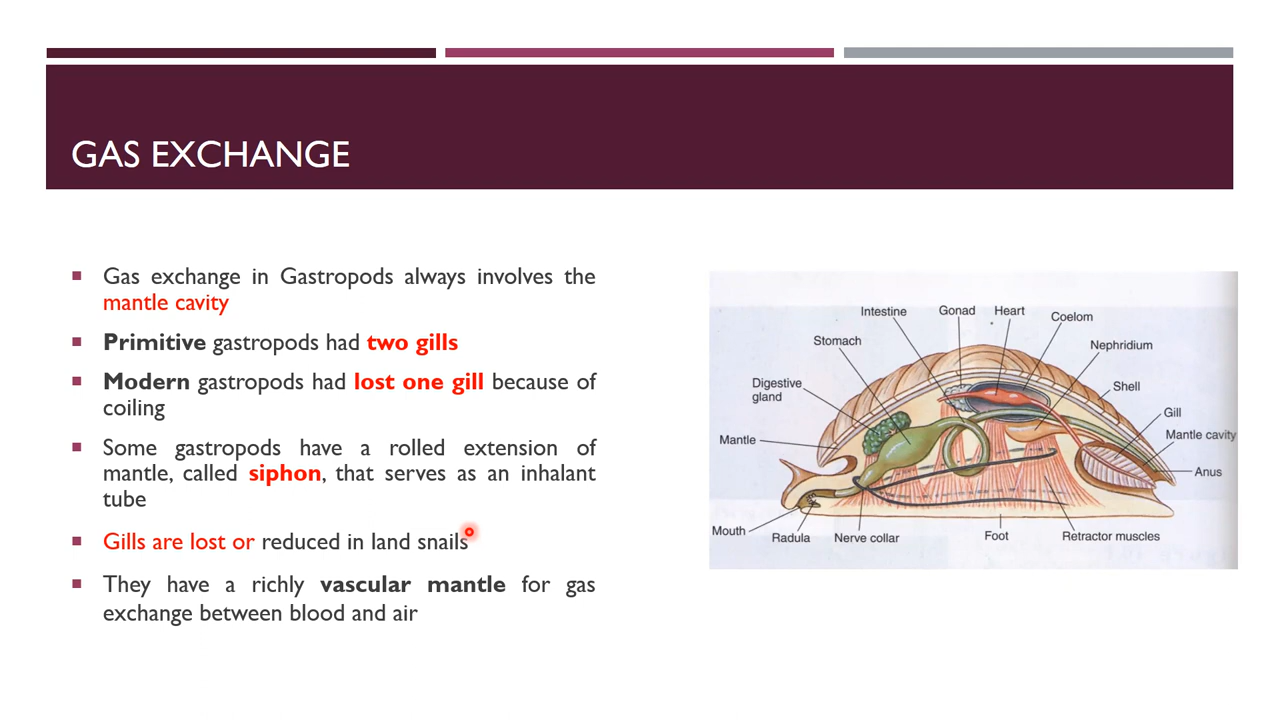 GAS EXCHANGE
Gas exchange in Gastropods always involves the
mantle cavity
Primitive gastropods had two gills
Modern gastropods had lost one gill because of
coiling
Some gastropods have a rolled extension of
mantle, called siphon, that serves as an inhalant
tube
Gills are lost or reduced in land snails
They have a richly vascular mantle for gas
exchange between blood and air
Intestine
Gonad
Heart
Coelom
Stomach
Nephridium
Digestive
gland
Shell
Gill
Mantle
Mantle cavity
Anus
Mouth
Radula
Nerve collar
Foot
Retractor muscles